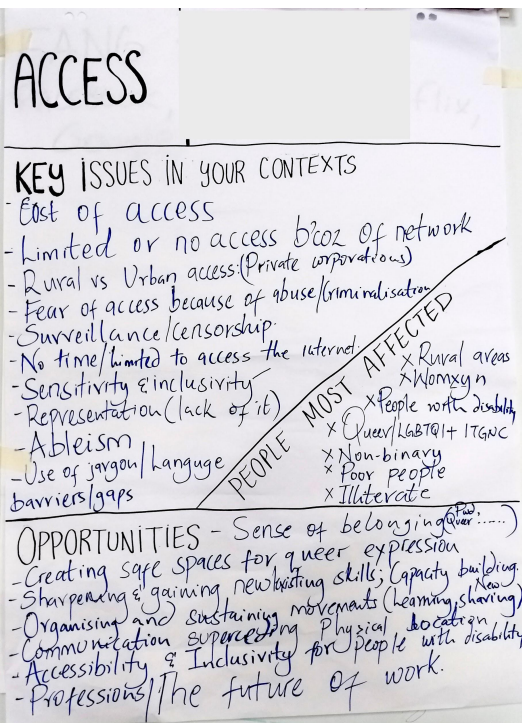 ACCESS
KEY ISSUES IN YOUR CONTEXTS
- Cost of access
- Limited or no access b'coz of network
- Rural vs Urban access:(Private corporations)
- Fear of access because of abuse/Criminalisation
- Surveillance/censorship.
- No time/limited to access the internet.
- Sensitivity & inclusivity
- Representation (lack of it)
- Ableism
- Use of jargon/Languge
barriers/gaps
PEOPLE MOST AFFECTED
x Rural areas
x Womxyn
x People with disability
x Queer/LGBTQI+ ITGNC
x Non-binary
x Poor people
x Illiterate
OPPORTUNITIES - Sense of belonging (Pwd, Queer.....)
- Creating safe spaces for queer expression
- Sharpening & gaining new/existing skills; Capacity building.
- Organising and sustaining movements (Learning, New sharing)
- Communication superceding Physical location
- Accessibility & Inclusivity for people with disability
- Professions/The future of work.